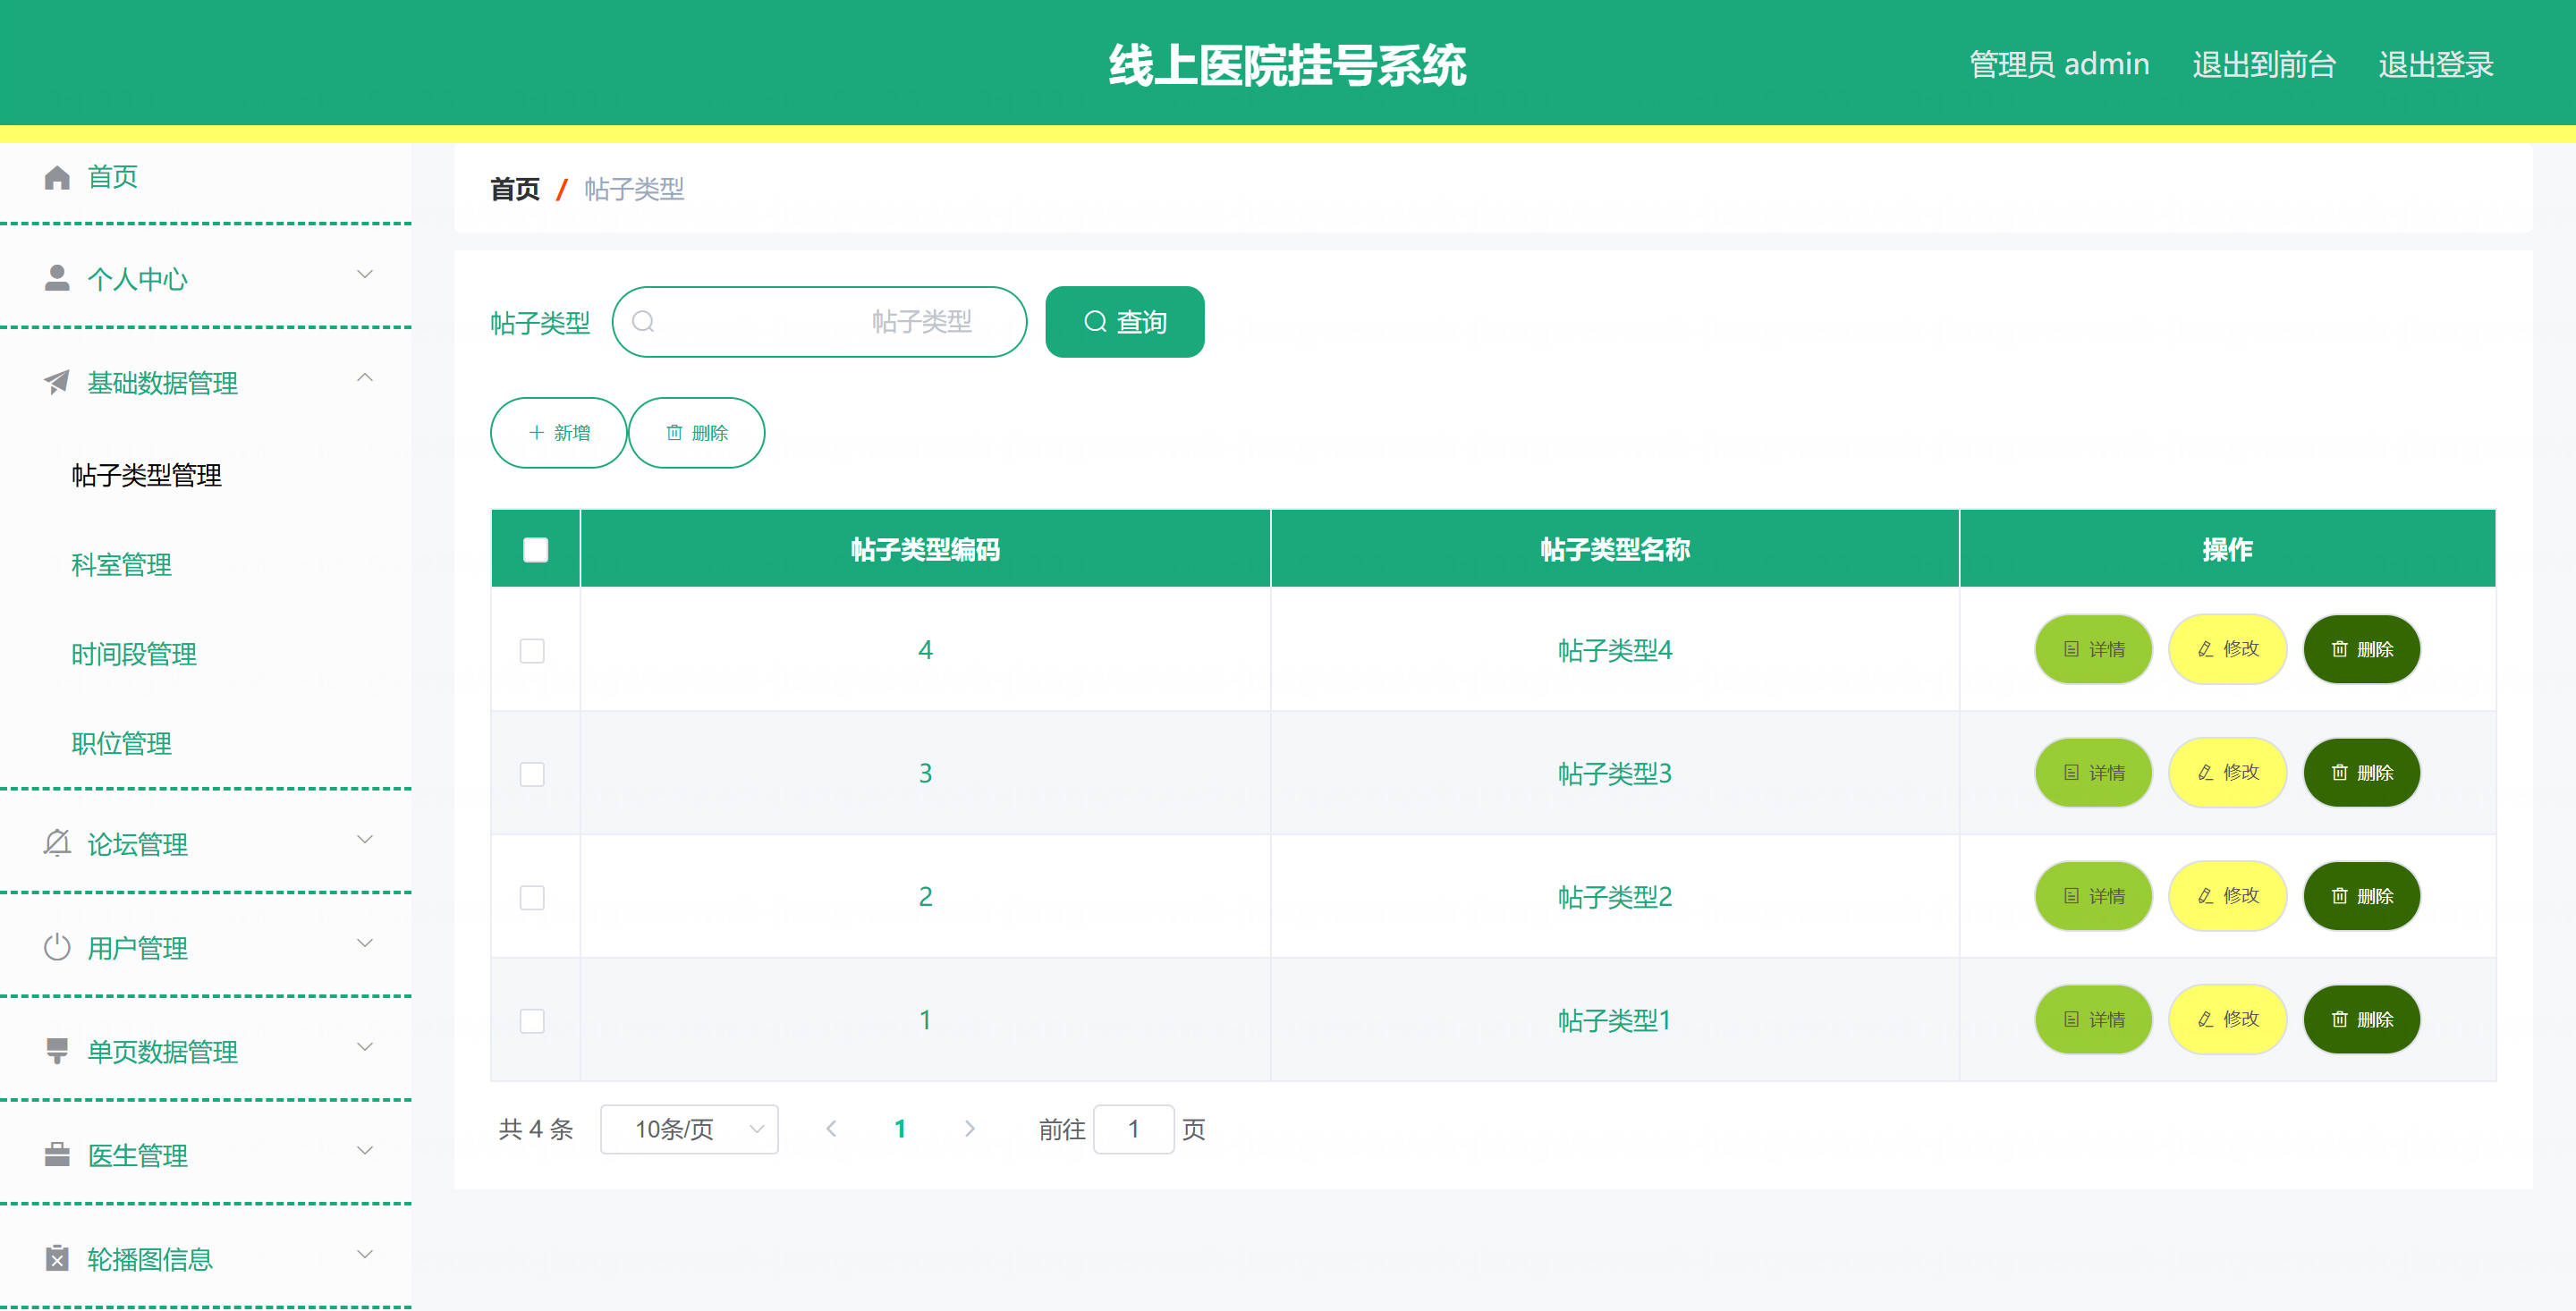 线上医院挂号系统
管理员 admin 退出到前台 退出登录
首页
个人中心
基础数据管理
帖子类型管理
科室管理
时间段管理
职位管理
论坛管理
用户管理
单页数据管理
医生管理
轮播图信息
首页 / 帖子类型
帖子类型 帖子类型 查询
新增 删除
帖子类型编码 帖子类型名称 操作
4 帖子类型4 详情 修改 删除
3 帖子类型3 详情 修改 删除
2 帖子类型2 详情 修改 删除
1 帖子类型1 详情 修改 删除
共 4 条 10条/页 1 前往 1 页